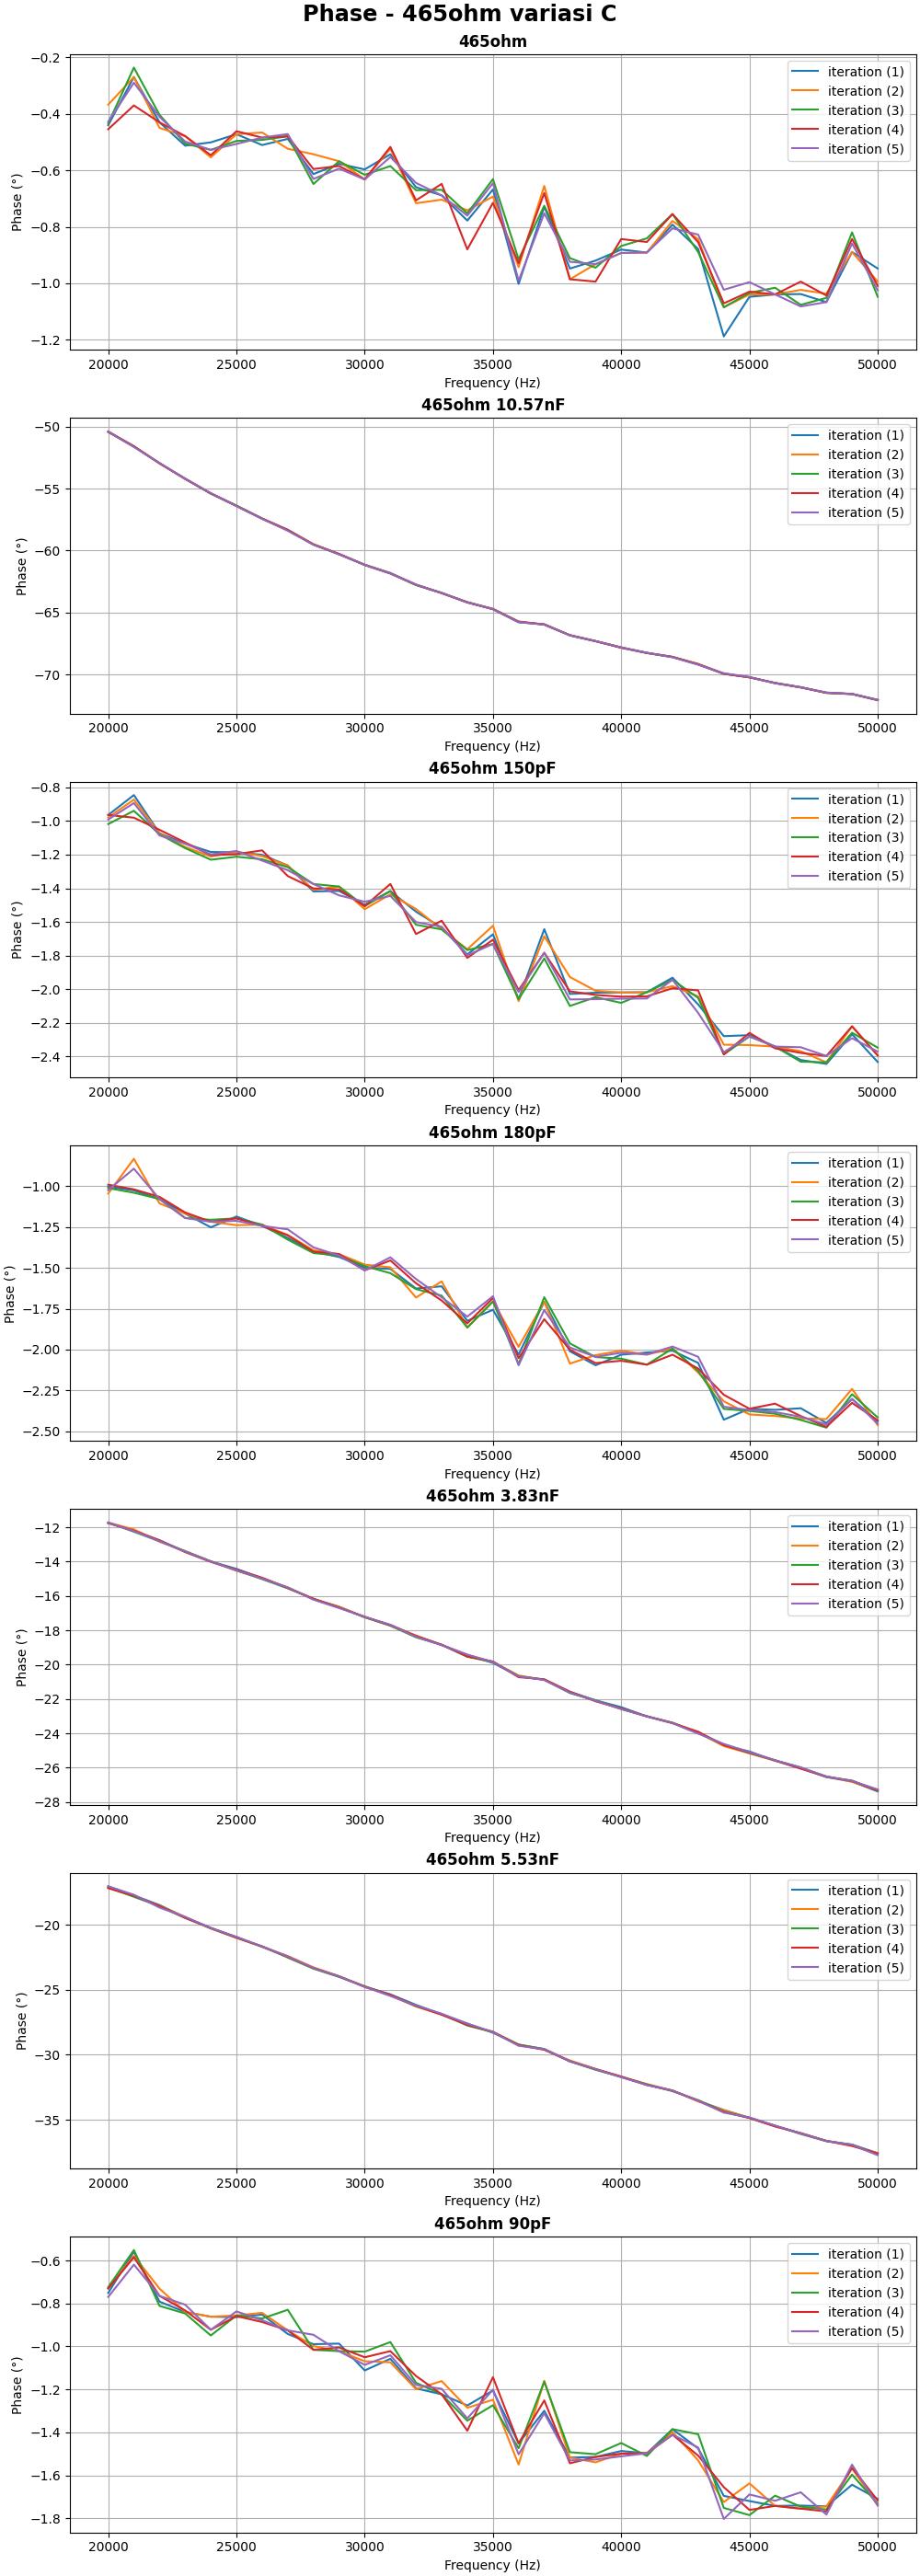 Phase - 465ohm variasi C
465ohm
−0.2
−0.4
−0.6
−0.8
−1.0
−1.2
Phase (°)
iteration (1)
iteration (2)
iteration (3)
iteration (4)
iteration (5)
20000 25000 30000 35000 40000 45000 50000
Frequency (Hz)
465ohm 10.57nF
−50
−55
−60
−65
−70
Phase (°)
iteration (1)
iteration (2)
iteration (3)
iteration (4)
iteration (5)
20000 25000 30000 35000 40000 45000 50000
Frequency (Hz)
465ohm 150pF
−0.8
−1.0
−1.2
−1.4
−1.6
−1.8
−2.0
−2.2
−2.4
Phase (°)
iteration (1)
iteration (2)
iteration (3)
iteration (4)
iteration (5)
20000 25000 30000 35000 40000 45000 50000
Frequency (Hz)
465ohm 180pF
−1.00
−1.25
−1.50
−1.75
−2.00
−2.25
−2.50
Phase (°)
iteration (1)
iteration (2)
iteration (3)
iteration (4)
iteration (5)
20000 25000 30000 35000 40000 45000 50000
Frequency (Hz)
465ohm 3.83nF
−12
−14
−16
−18
−20
−22
−24
−26
−28
Phase (°)
iteration (1)
iteration (2)
iteration (3)
iteration (4)
iteration (5)
20000 25000 30000 35000 40000 45000 50000
Frequency (Hz)
465ohm 5.53nF
−20
−25
−30
−35
Phase (°)
iteration (1)
iteration (2)
iteration (3)
iteration (4)
iteration (5)
20000 25000 30000 35000 40000 45000 50000
Frequency (Hz)
465ohm 90pF
−0.6
−0.8
−1.0
−1.2
−1.4
−1.6
−1.8
Phase (°)
iteration (1)
iteration (2)
iteration (3)
iteration (4)
iteration (5)
20000 25000 30000 35000 40000 45000 50000
Frequency (Hz)